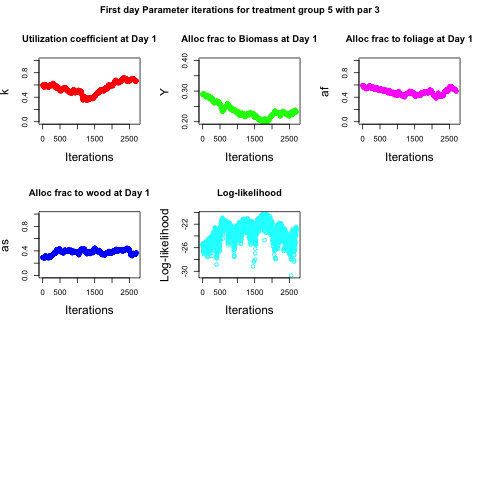 First day Parameter iterations for treatment group 5 with par 3
Utilization coefficient at Day 1
Alloc frac to Biomass at Day 1
Alloc frac to foliage at Day 1
k
0.0 0.4 0.8
0 500 1500 2500
Iterations
Y
0.20 0.30 0.40
0 500 1500 2500
Iterations
af
0.0 0.4 0.8
0 500 1500 2500
Iterations
Alloc frac to wood at Day 1
Log-likelihood
as
0.0 0.4 0.8
0 500 1500 2500
Iterations
Log-likelihood
-30 -26 -22
0 500 1500 2500
Iterations